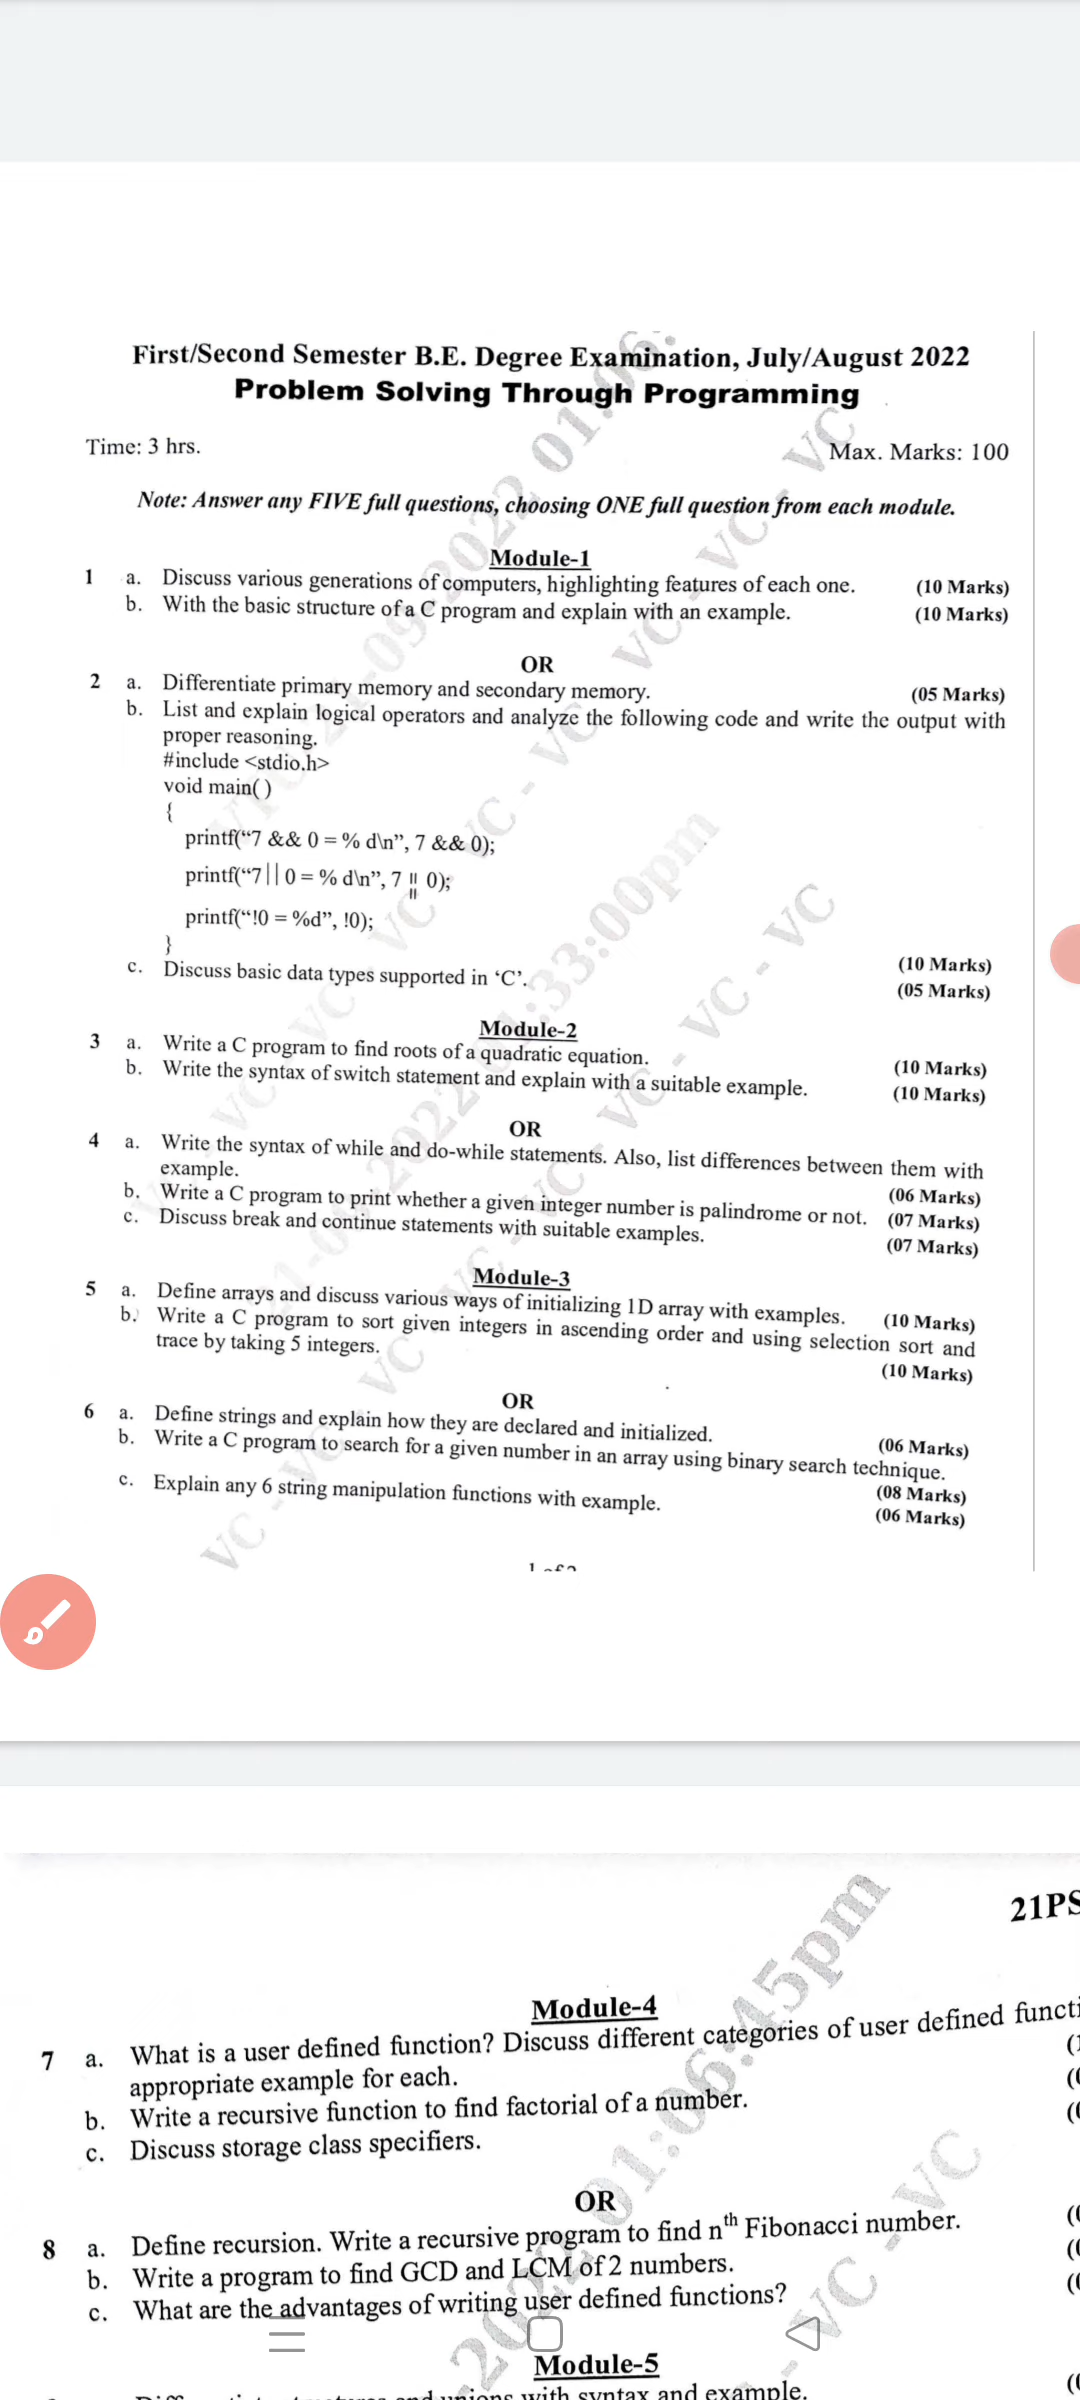 First/Second Semester B.E. Degree Examination, July/August 2022
Problem Solving Through Programming
Time: 3 hrs. Max. Marks: 100
Note: Answer any FIVE full questions, choosing ONE full question from each module.
Module-1
1 a. Discuss various generations of computers, highlighting features of each one. (10 Marks)
b. With the basic structure of a C program and explain with an example. (10 Marks)
OR
2 a. Differentiate primary memory and secondary memory. (05 Marks)
b. List and explain logical operators and analyze the following code and write the output with
proper reasoning.
#include <stdio.h>
void main( )
{
printf(“7 && 0 = % d\n”, 7 && 0);
printf(“7 || 0 = % d\n”, 7 || 0);
printf(“!0 = %d”, !0);
}
(10 Marks)
c. Discuss basic data types supported in ‘C’. (05 Marks)
Module-2
3 a. Write a C program to find roots of a quadratic equation. (10 Marks)
b. Write the syntax of switch statement and explain with a suitable example. (10 Marks)
OR
4 a. Write the syntax of while and do-while statements. Also, list differences between them with
example. (06 Marks)
b. Write a C program to print whether a given integer number is palindrome or not. (07 Marks)
c. Discuss break and continue statements with suitable examples. (07 Marks)
Module-3
5 a. Define arrays and discuss various ways of initializing 1D array with examples. (10 Marks)
b. Write a C program to sort given integers in ascending order and using selection sort and
trace by taking 5 integers. (10 Marks)
OR
6 a. Define strings and explain how they are declared and initialized. (06 Marks)
b. Write a C program to search for a given number in an array using binary search technique.
(08 Marks)
c. Explain any 6 string manipulation functions with example. (06 Marks)
21PS
Module-4
7 a. What is a user defined function? Discuss different categories of user defined functi
appropriate example for each.
b. Write a recursive function to find factorial of a number.
c. Discuss storage class specifiers.
OR
8 a. Define recursion. Write a recursive program to find nth Fibonacci number.
b. Write a program to find GCD and LCM of 2 numbers.
c. What are the advantages of writing user defined functions?
Module-5
with syntax and example.